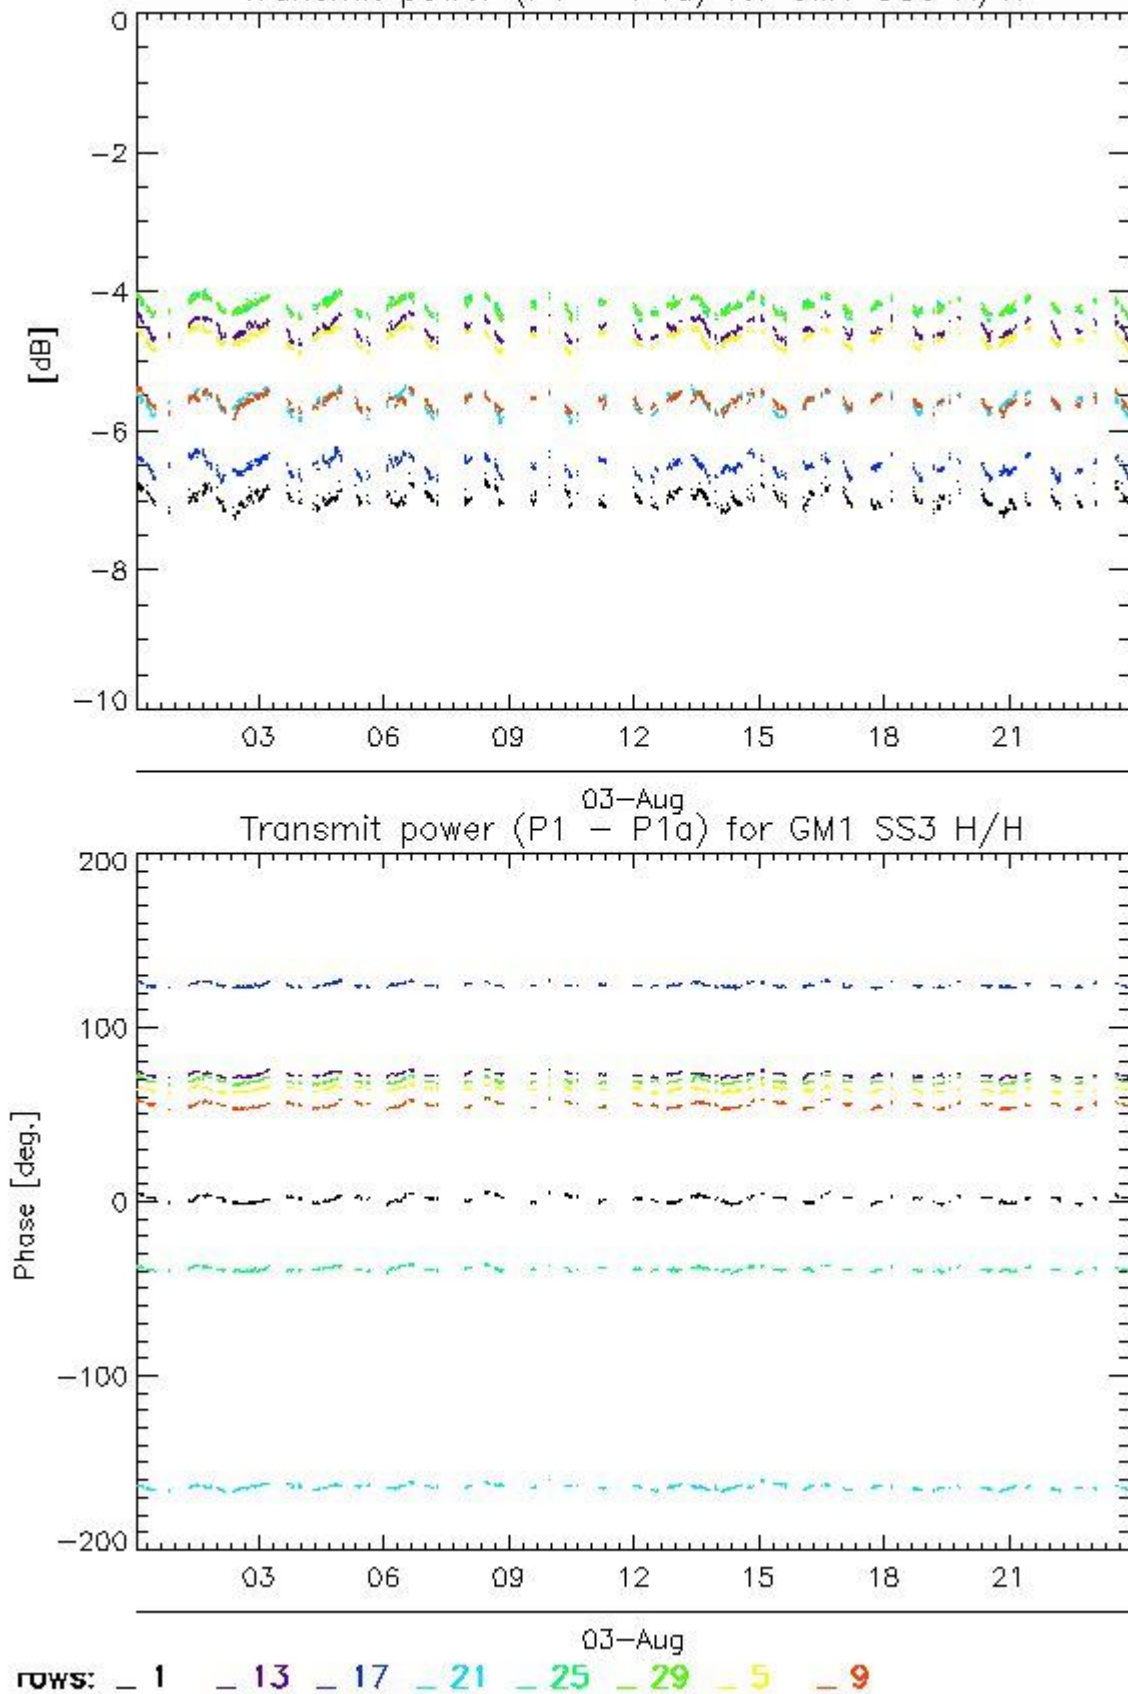 0
−2
−4
[dB]
−6
−8
−10
03 06 09 12 15 18 21
03−Aug
Transmit power (P1 − P1a) for GM1 SS3 H/H
200
100
Phase [deg.]
0
−100
−200
03 06 09 12 15 18 21
03−Aug
rows: _ 1 _ 13 _ 17 _ 21 _ 25 _ 29 _ 5 _ 9